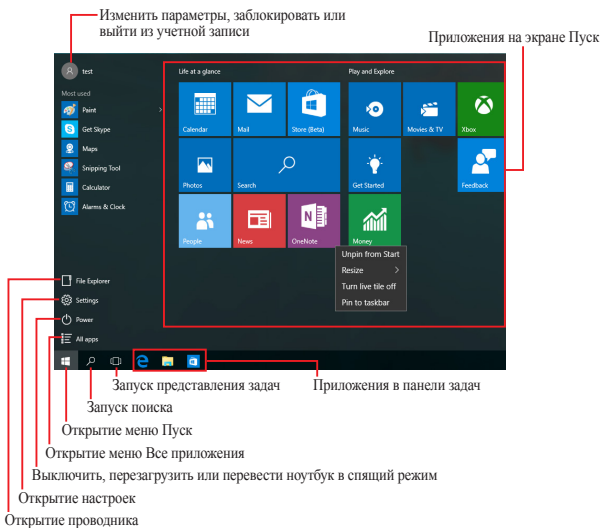 Изменить параметры, заблокировать или
выйти из учетной записи
Приложения на экране Пуск
test
Life at a glance
Play and Explore
Most used
Paint
Get Skype
Maps
Snipping Tool
Calculator
Alarms & Clock
Calendar
Mail
Store (Beta)
Music
Movies & TV
Xbox
Photos
Search
Get Started
Feedback
People
News
OneNote
Money
Unpin from Start
Resize
Turn live tile off
Pin to taskbar
File Explorer
Settings
Power
All apps
Запуск представления задач
Приложения в панели задач
Запуск поиска
Открытие меню Пуск
Открытие меню Все приложения
Выключить, перезагрузить или перевести ноутбук в спящий режим
Открытие настроек
Открытие проводника